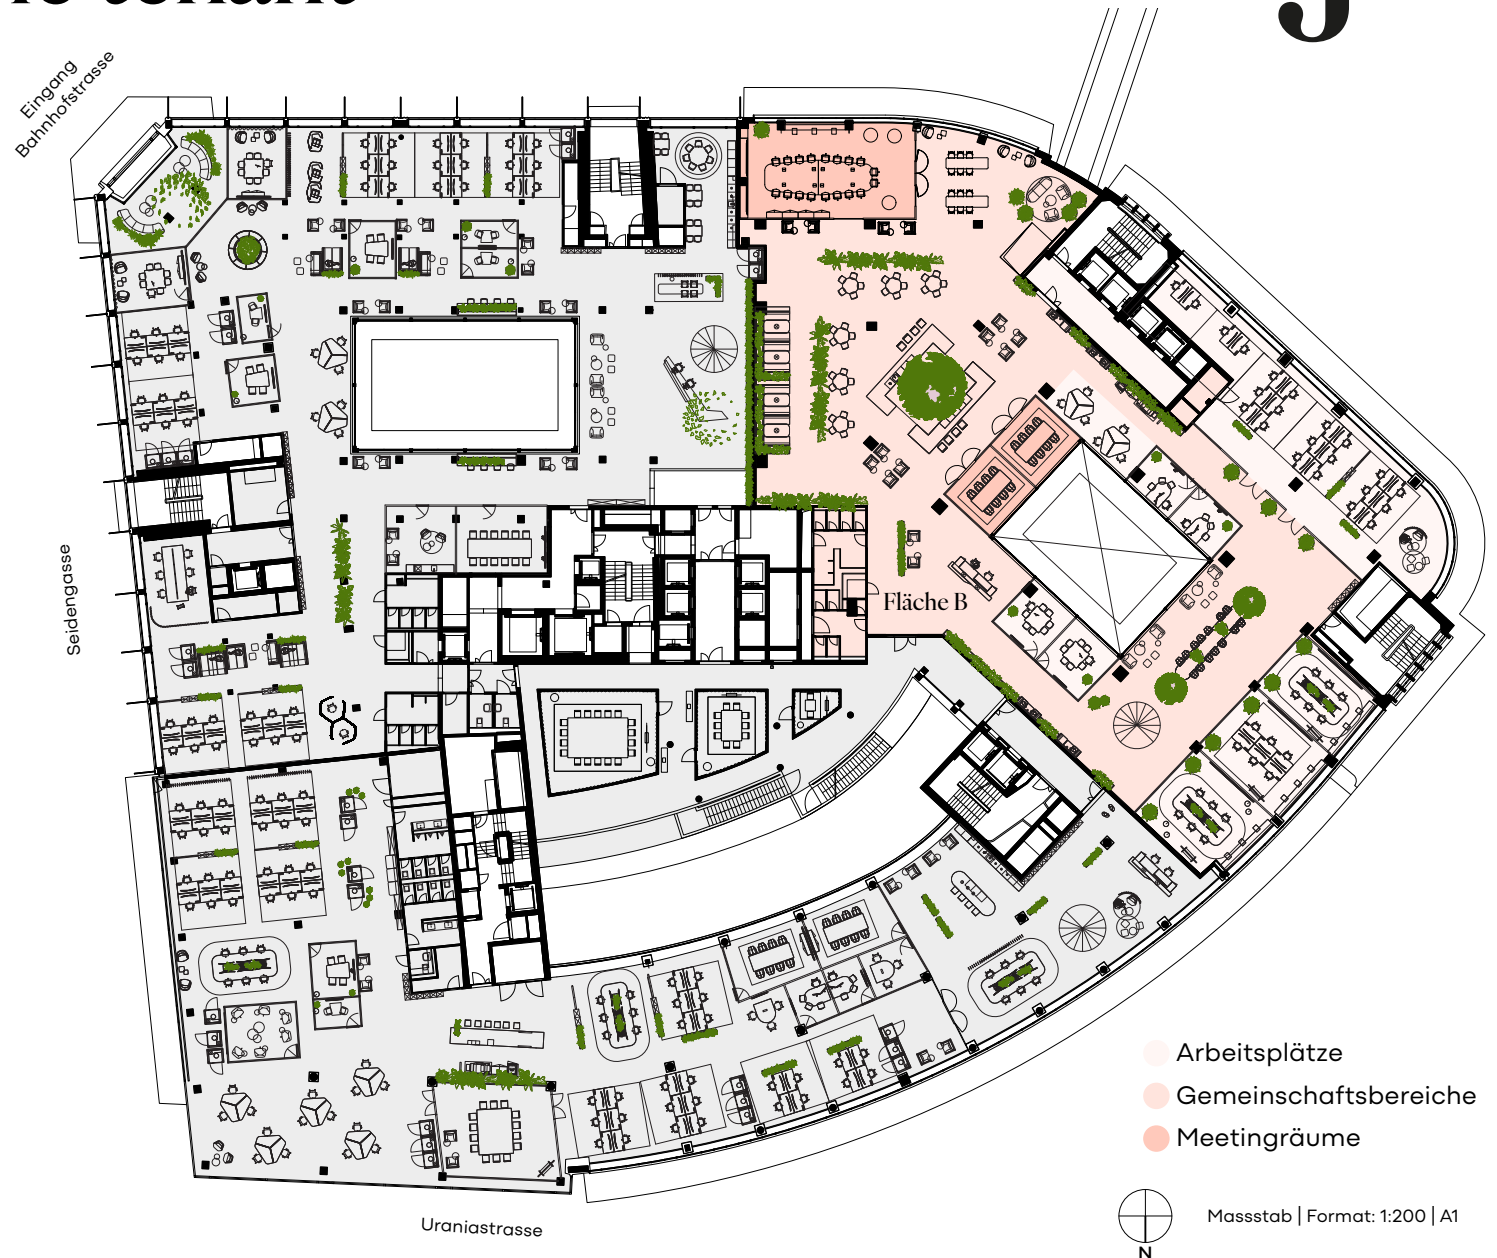 Eingang
Bahnhofstrasse
Seidengasse
Fläche B
Arbeitsplätze
Gemeinschaftsbereiche
Meetingräume
Uraniastrasse
Massstab | Format: 1:200 | A1
N